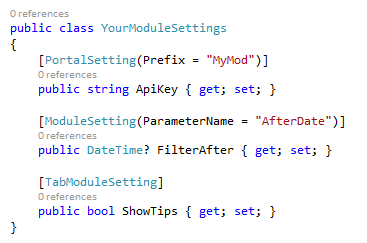 0 references
public class YourModuleSettings
{
[PortalSetting(Prefix = "MyMod")]
0 references
public string ApiKey { get; set; }
[ModuleSetting(ParameterName = "AfterDate")]
0 references
public DateTime? FilterAfter { get; set; }
[TabModuleSetting]
0 references
public bool ShowTips { get; set; }
}